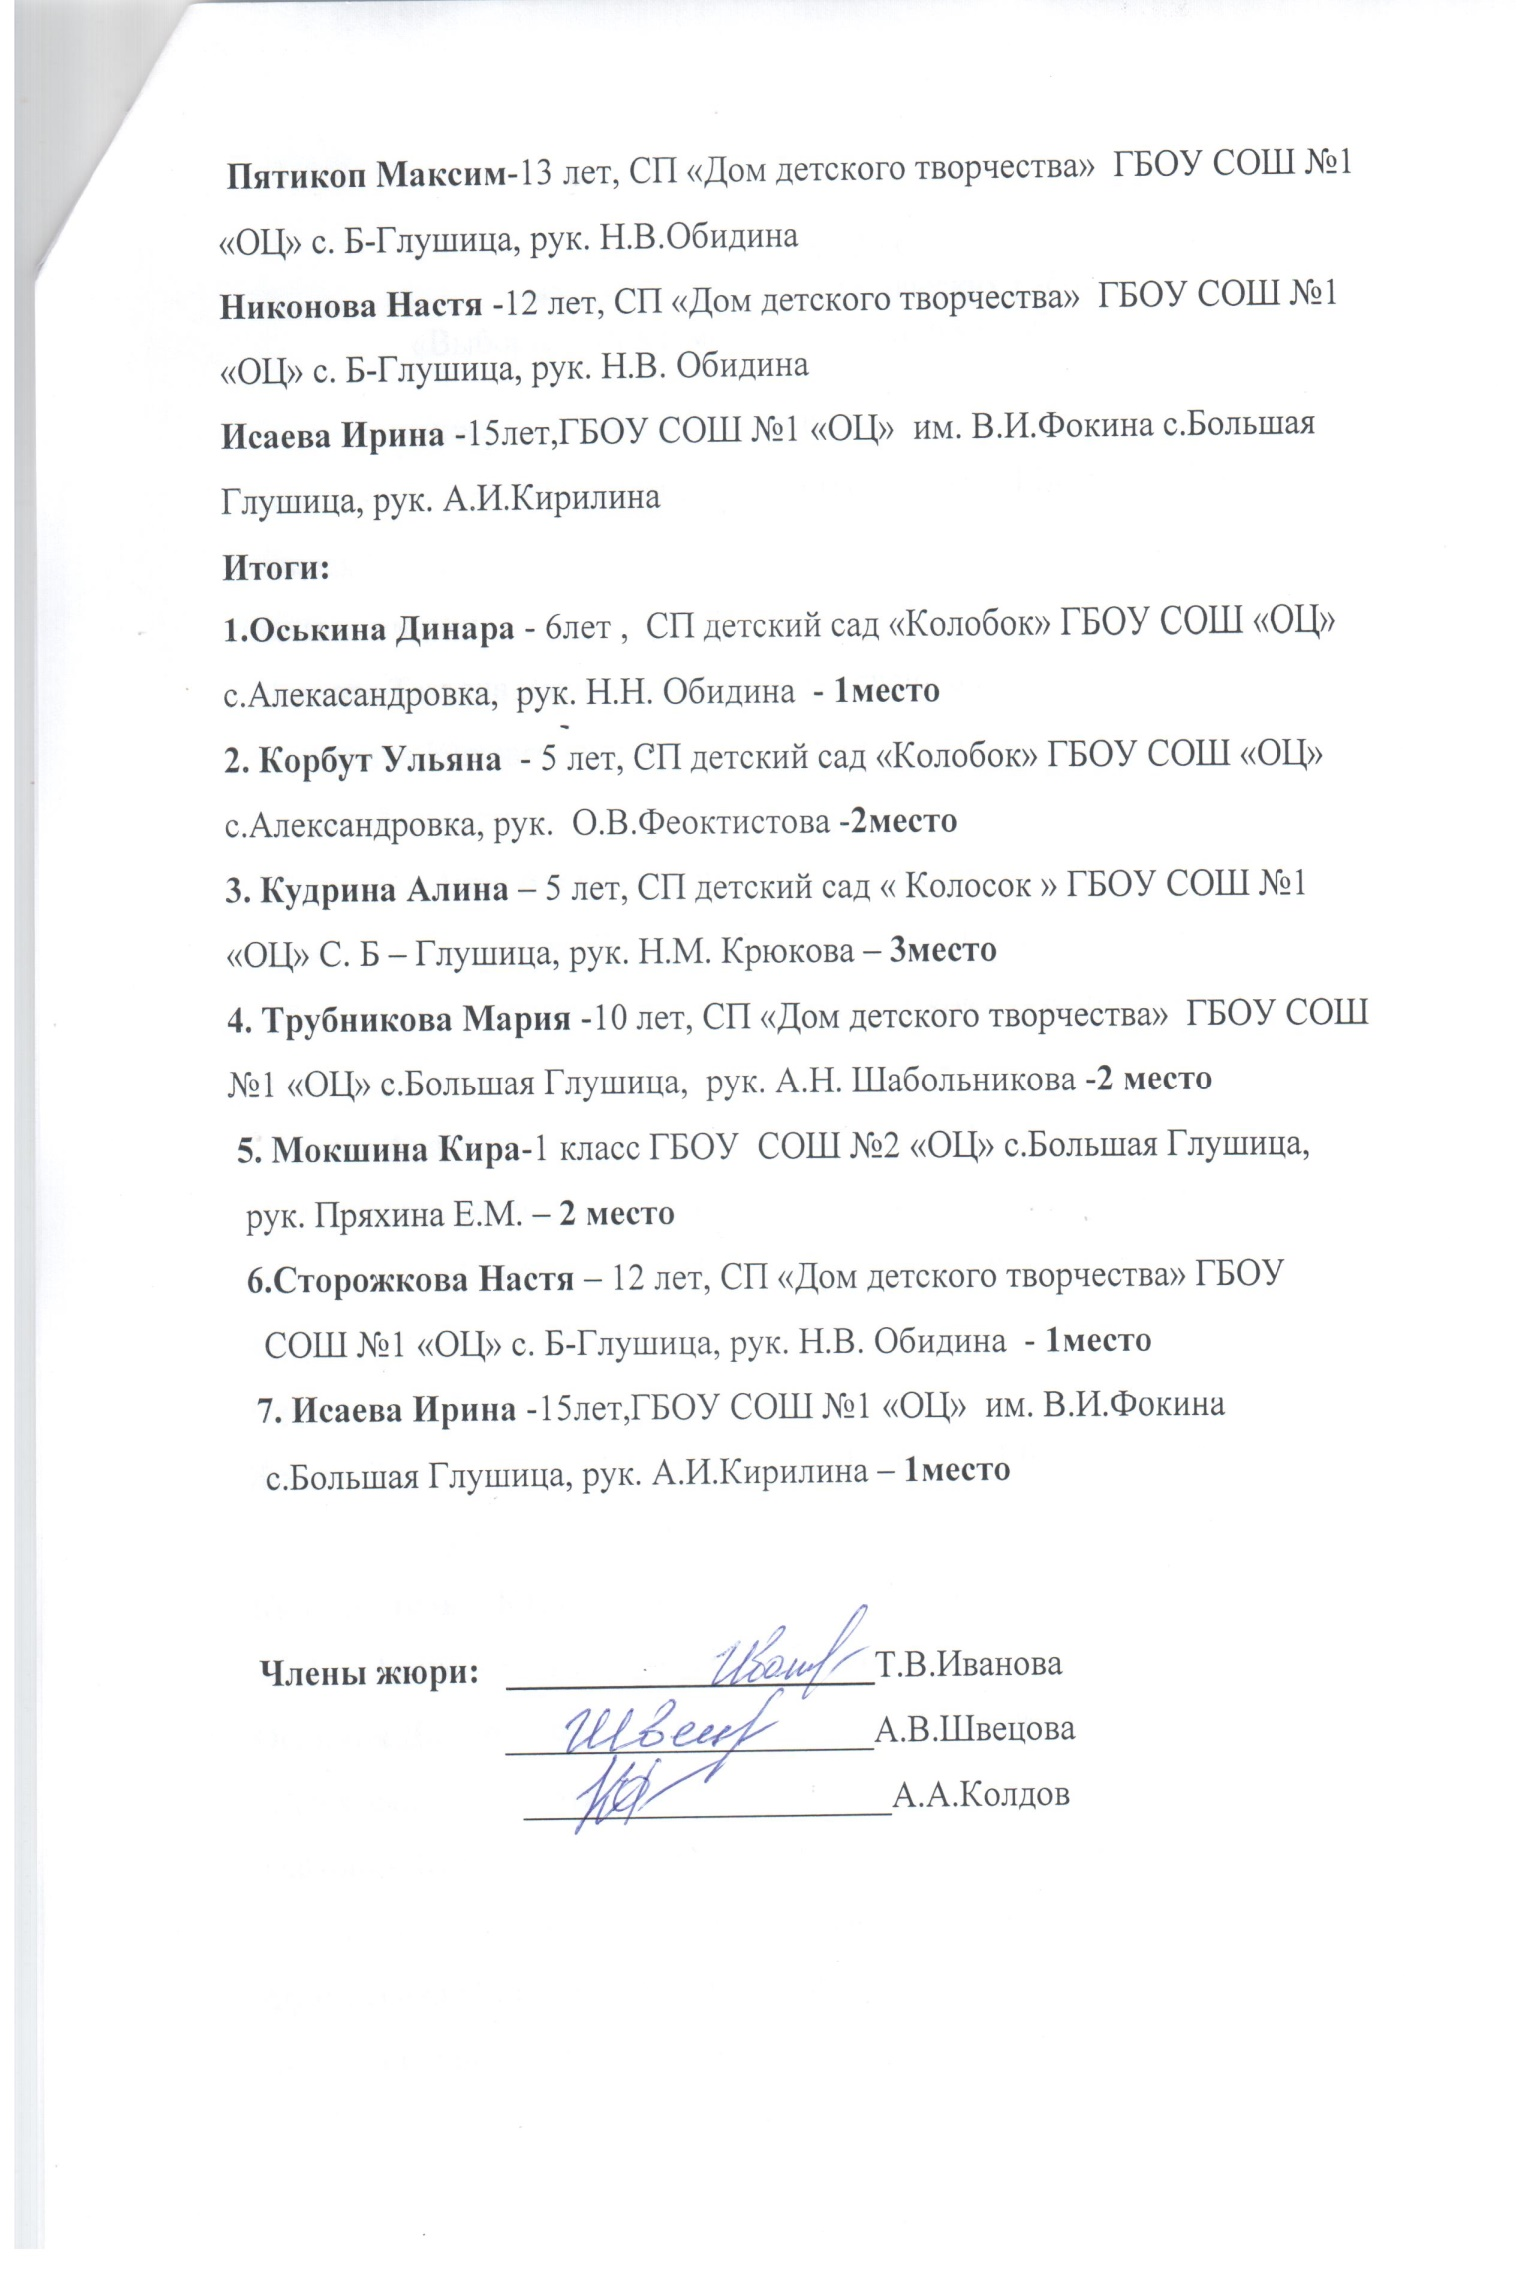 Пятикоп Максим-13 лет, СП «Дом детского творчества» ГБОУ СОШ №1
«ОЦ» с. Б-Глушица, рук. Н.В.Обидина
Никонова Настя -12 лет, СП «Дом детского творчества» ГБОУ СОШ №1
«ОЦ» с. Б-Глушица, рук. Н.В. Обидина
Исаева Ирина -15лет,ГБОУ СОШ №1 «ОЦ» им. В.И.Фокина с.Большая
Глушица, рук. А.И.Кирилина
Итоги:
1.Оськина Динара - 6лет , СП детский сад «Колобок» ГБОУ СОШ «ОЦ»
с.Алекасандровка, рук. Н.Н. Обидина - 1место
2. Корбут Ульяна - 5 лет, СП детский сад «Колобок» ГБОУ СОШ «ОЦ»
с.Александровка, рук. О.В.Феоктистова -2место
3. Кудрина Алина – 5 лет, СП детский сад « Колосок » ГБОУ СОШ №1
«ОЦ» С. Б – Глушица, рук. Н.М. Крюкова – 3место
4. Трубникова Мария -10 лет, СП «Дом детского творчества» ГБОУ СОШ
№1 «ОЦ» с.Большая Глушица, рук. А.Н. Шабольникова -2 место
5. Мокшина Кира-1 класс ГБОУ СОШ №2 «ОЦ» с.Большая Глушица,
рук. Пряхина Е.М. – 2 место
6.Сторожкова Настя – 12 лет, СП «Дом детского творчества» ГБОУ
СОШ №1 «ОЦ» с. Б-Глушица, рук. Н.В. Обидина - 1место
7. Исаева Ирина -15лет,ГБОУ СОШ №1 «ОЦ» им. В.И.Фокина
с.Большая Глушица, рук. А.И.Кирилина – 1место
Члены жюри: Т.В.Иванова
А.В.Швецова
А.А.Колдов